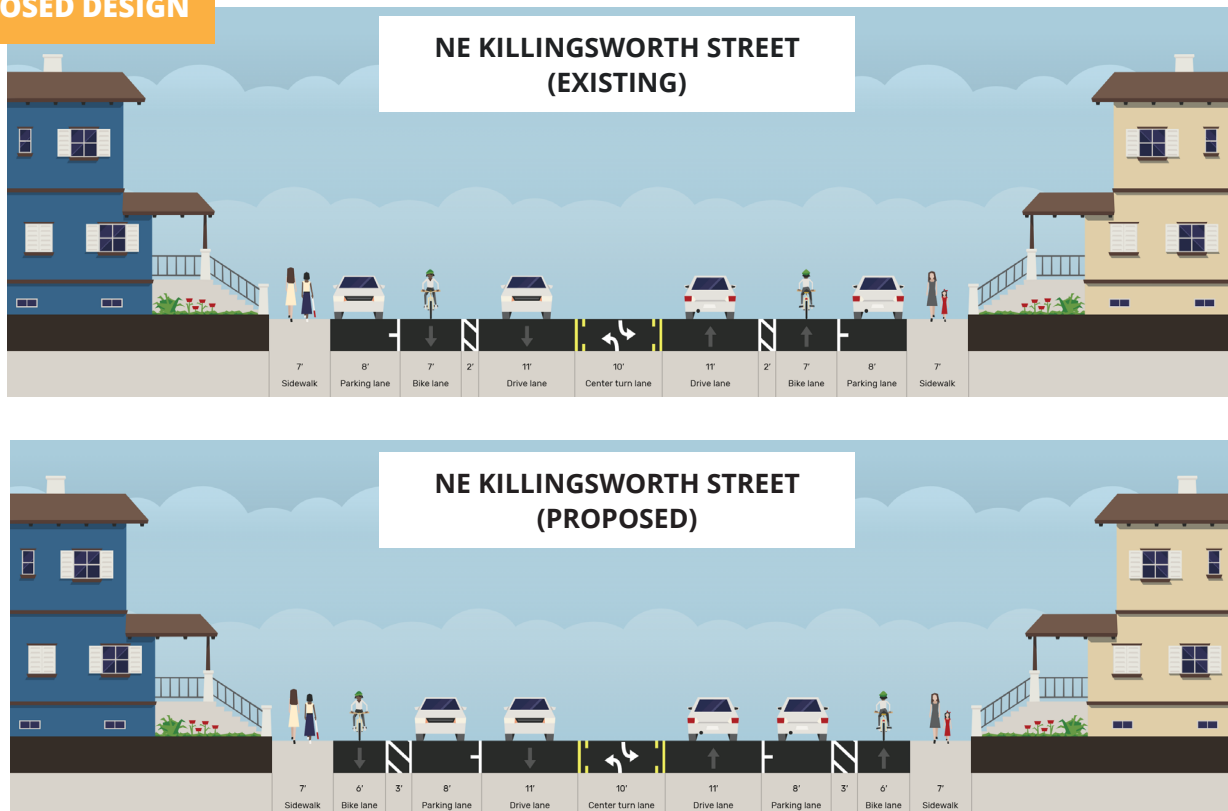 OSED DESIGN
NE KILLINGSWORTH STREET
(EXISTING)
7' 8' 7' 2' 11' 10' 11' 2' 7' 8' 7'
Sidewalk Parking lane Bike lane Drive lane Center turn lane Drive lane Bike lane Parking lane Sidewalk
NE KILLINGSWORTH STREET
(PROPOSED)
7' 6' 3' 8' 11' 10' 11' 8' 3' 6' 7'
Sidewalk Bike lane Parking lane Drive lane Center turn lane Drive lane Parking lane Bike lane Sidewalk